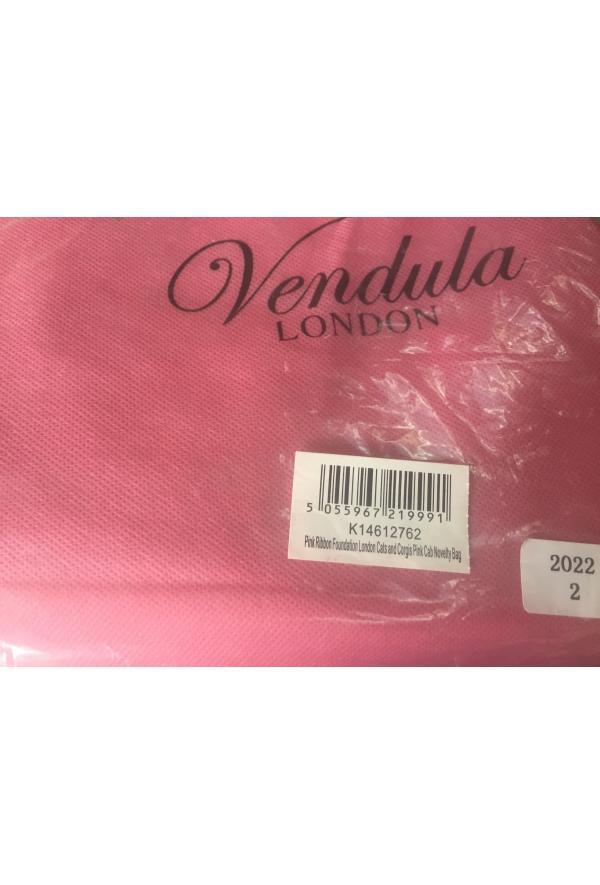 Vendula
LONDON
5 055967 219991
K14612762
Pink Ribbon Foundation London Cats and Corgis Pink Cab Novelty Bag
2022
2